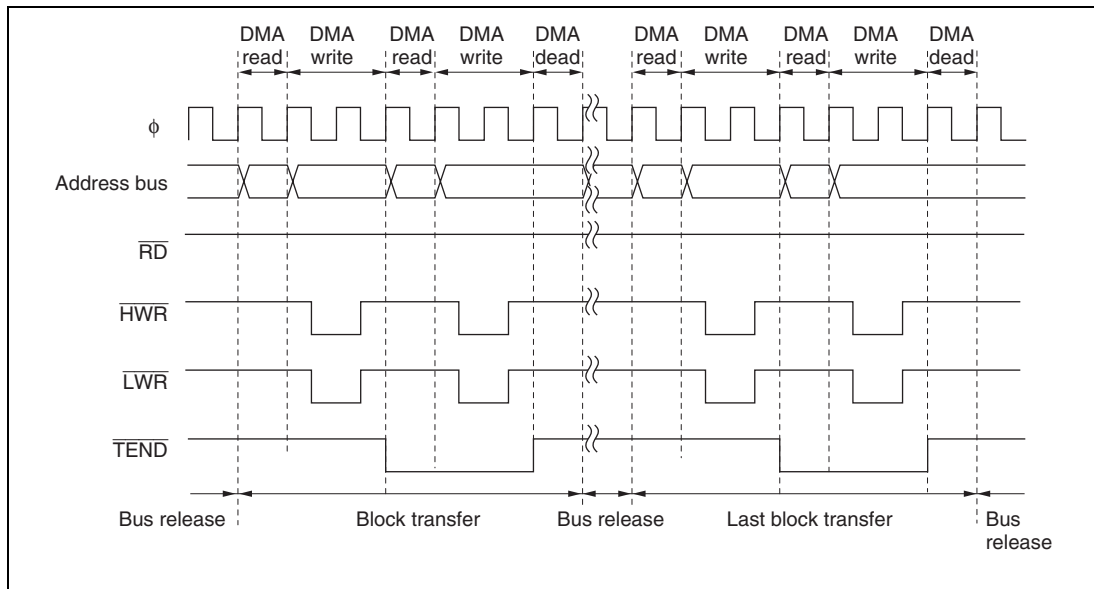 DMA DMA DMA DMA DMA DMA DMA DMA DMA DMA
read write read write dead read write read write dead
ϕ
Address bus
RD
HWR
LWR
TEND
Bus release Block transfer Bus release Last block transfer Bus
release